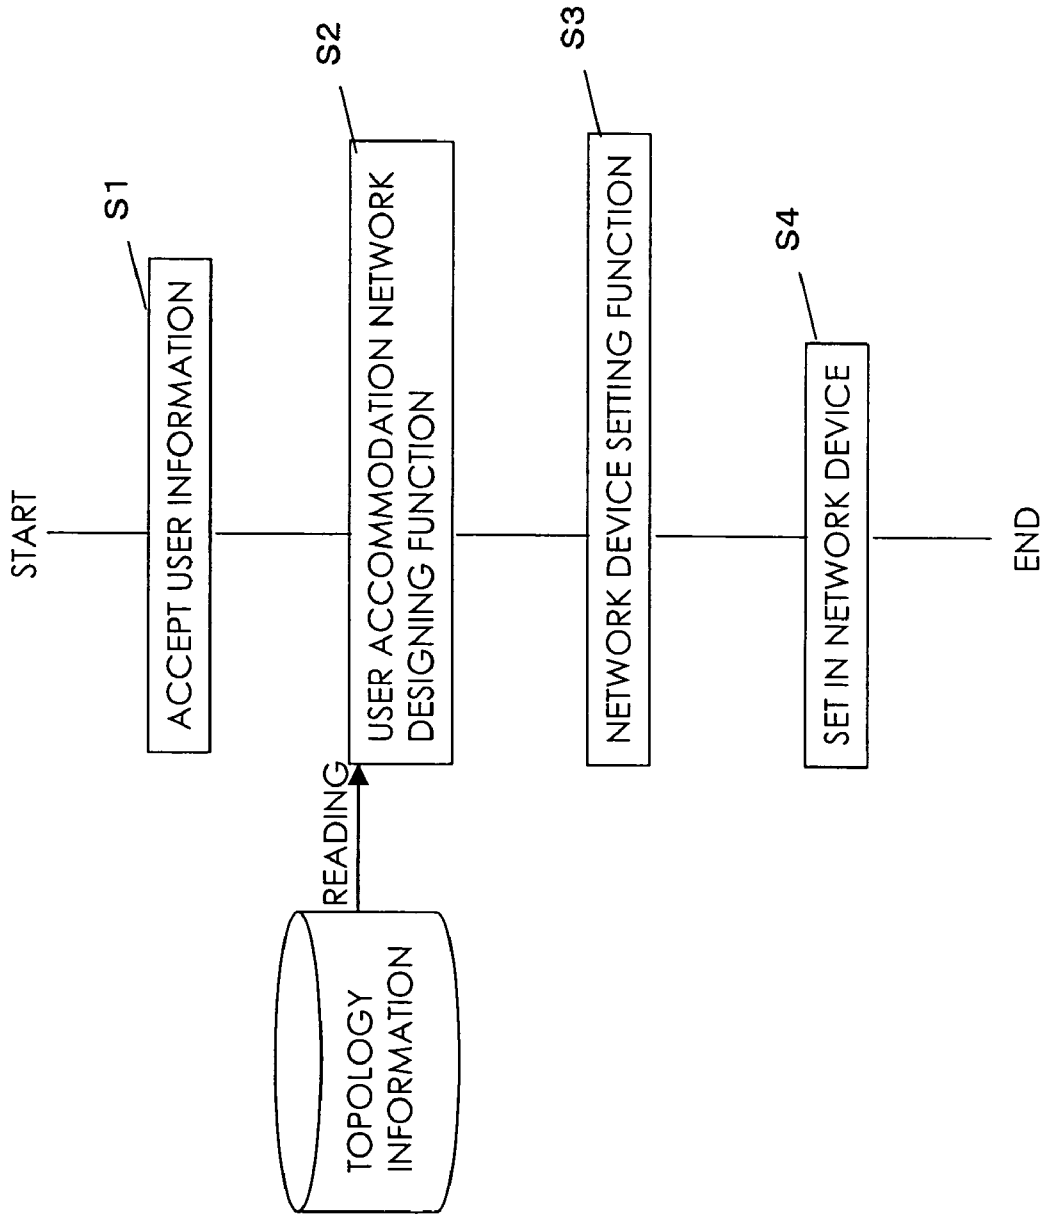 START
S1
ACCEPT USER INFORMATION
S2
USER ACCOMMODATION NETWORK
DESIGNING FUNCTION
READING
TOPOLOGY
INFORMATION
S3
NETWORK DEVICE SETTING FUNCTION
S4
SET IN NETWORK DEVICE
END